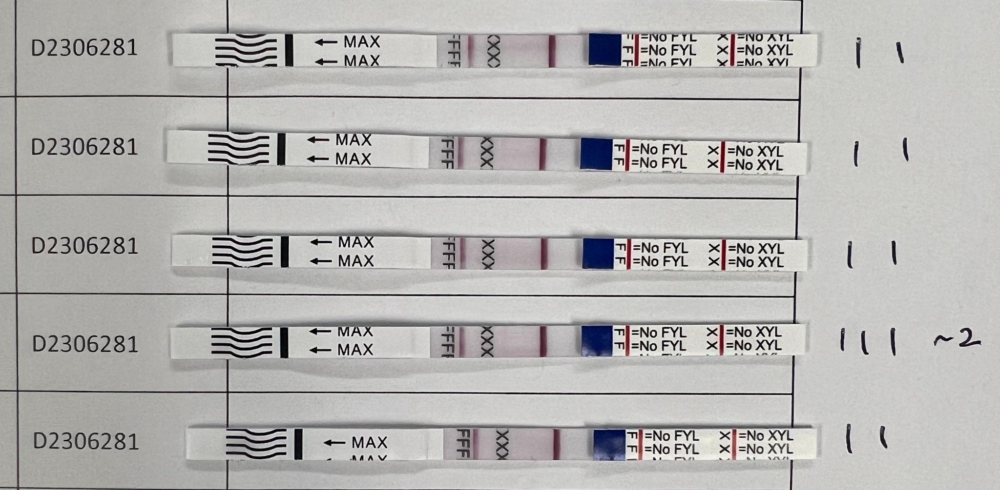 D2306281 ← MAX FF =No FYL X =No XYL | |
← MAX XX F =No FYL X =No XYL
F =No FYL X =No XYL
D2306281 ← MAX FFF XXX F =No FYL X =No XYL | |
← MAX F =No FYL X =No XYL
D2306281 ← MAX FFF XXX F =No FYL X =No XYL | |
← MAX F =No FYL X =No XYL
D2306281 ← MAX FFF XXX F =No FYL X =No XYL | | | ~2
← MAX F =No FYL X =No XYL
D2306281 ← MAX FFF XXX F =No FYL X =No XYL | |
MAX F =No FYL X =No XYL